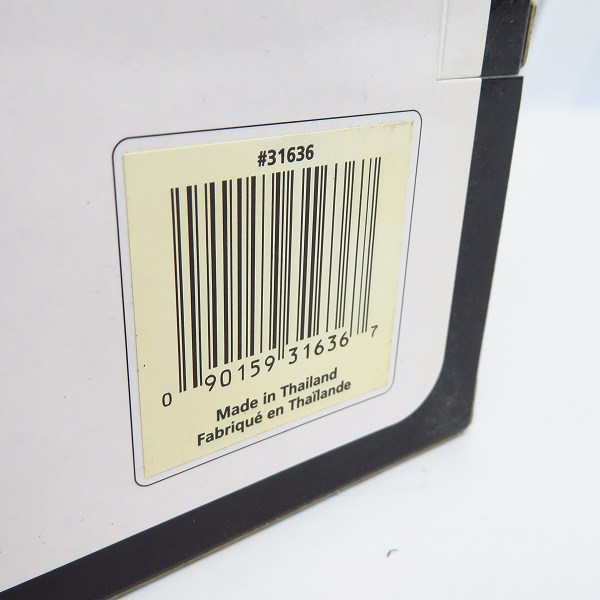 #31636
0 90159 31636 7
Made in Thailand
Fabriqué en Thaïlande